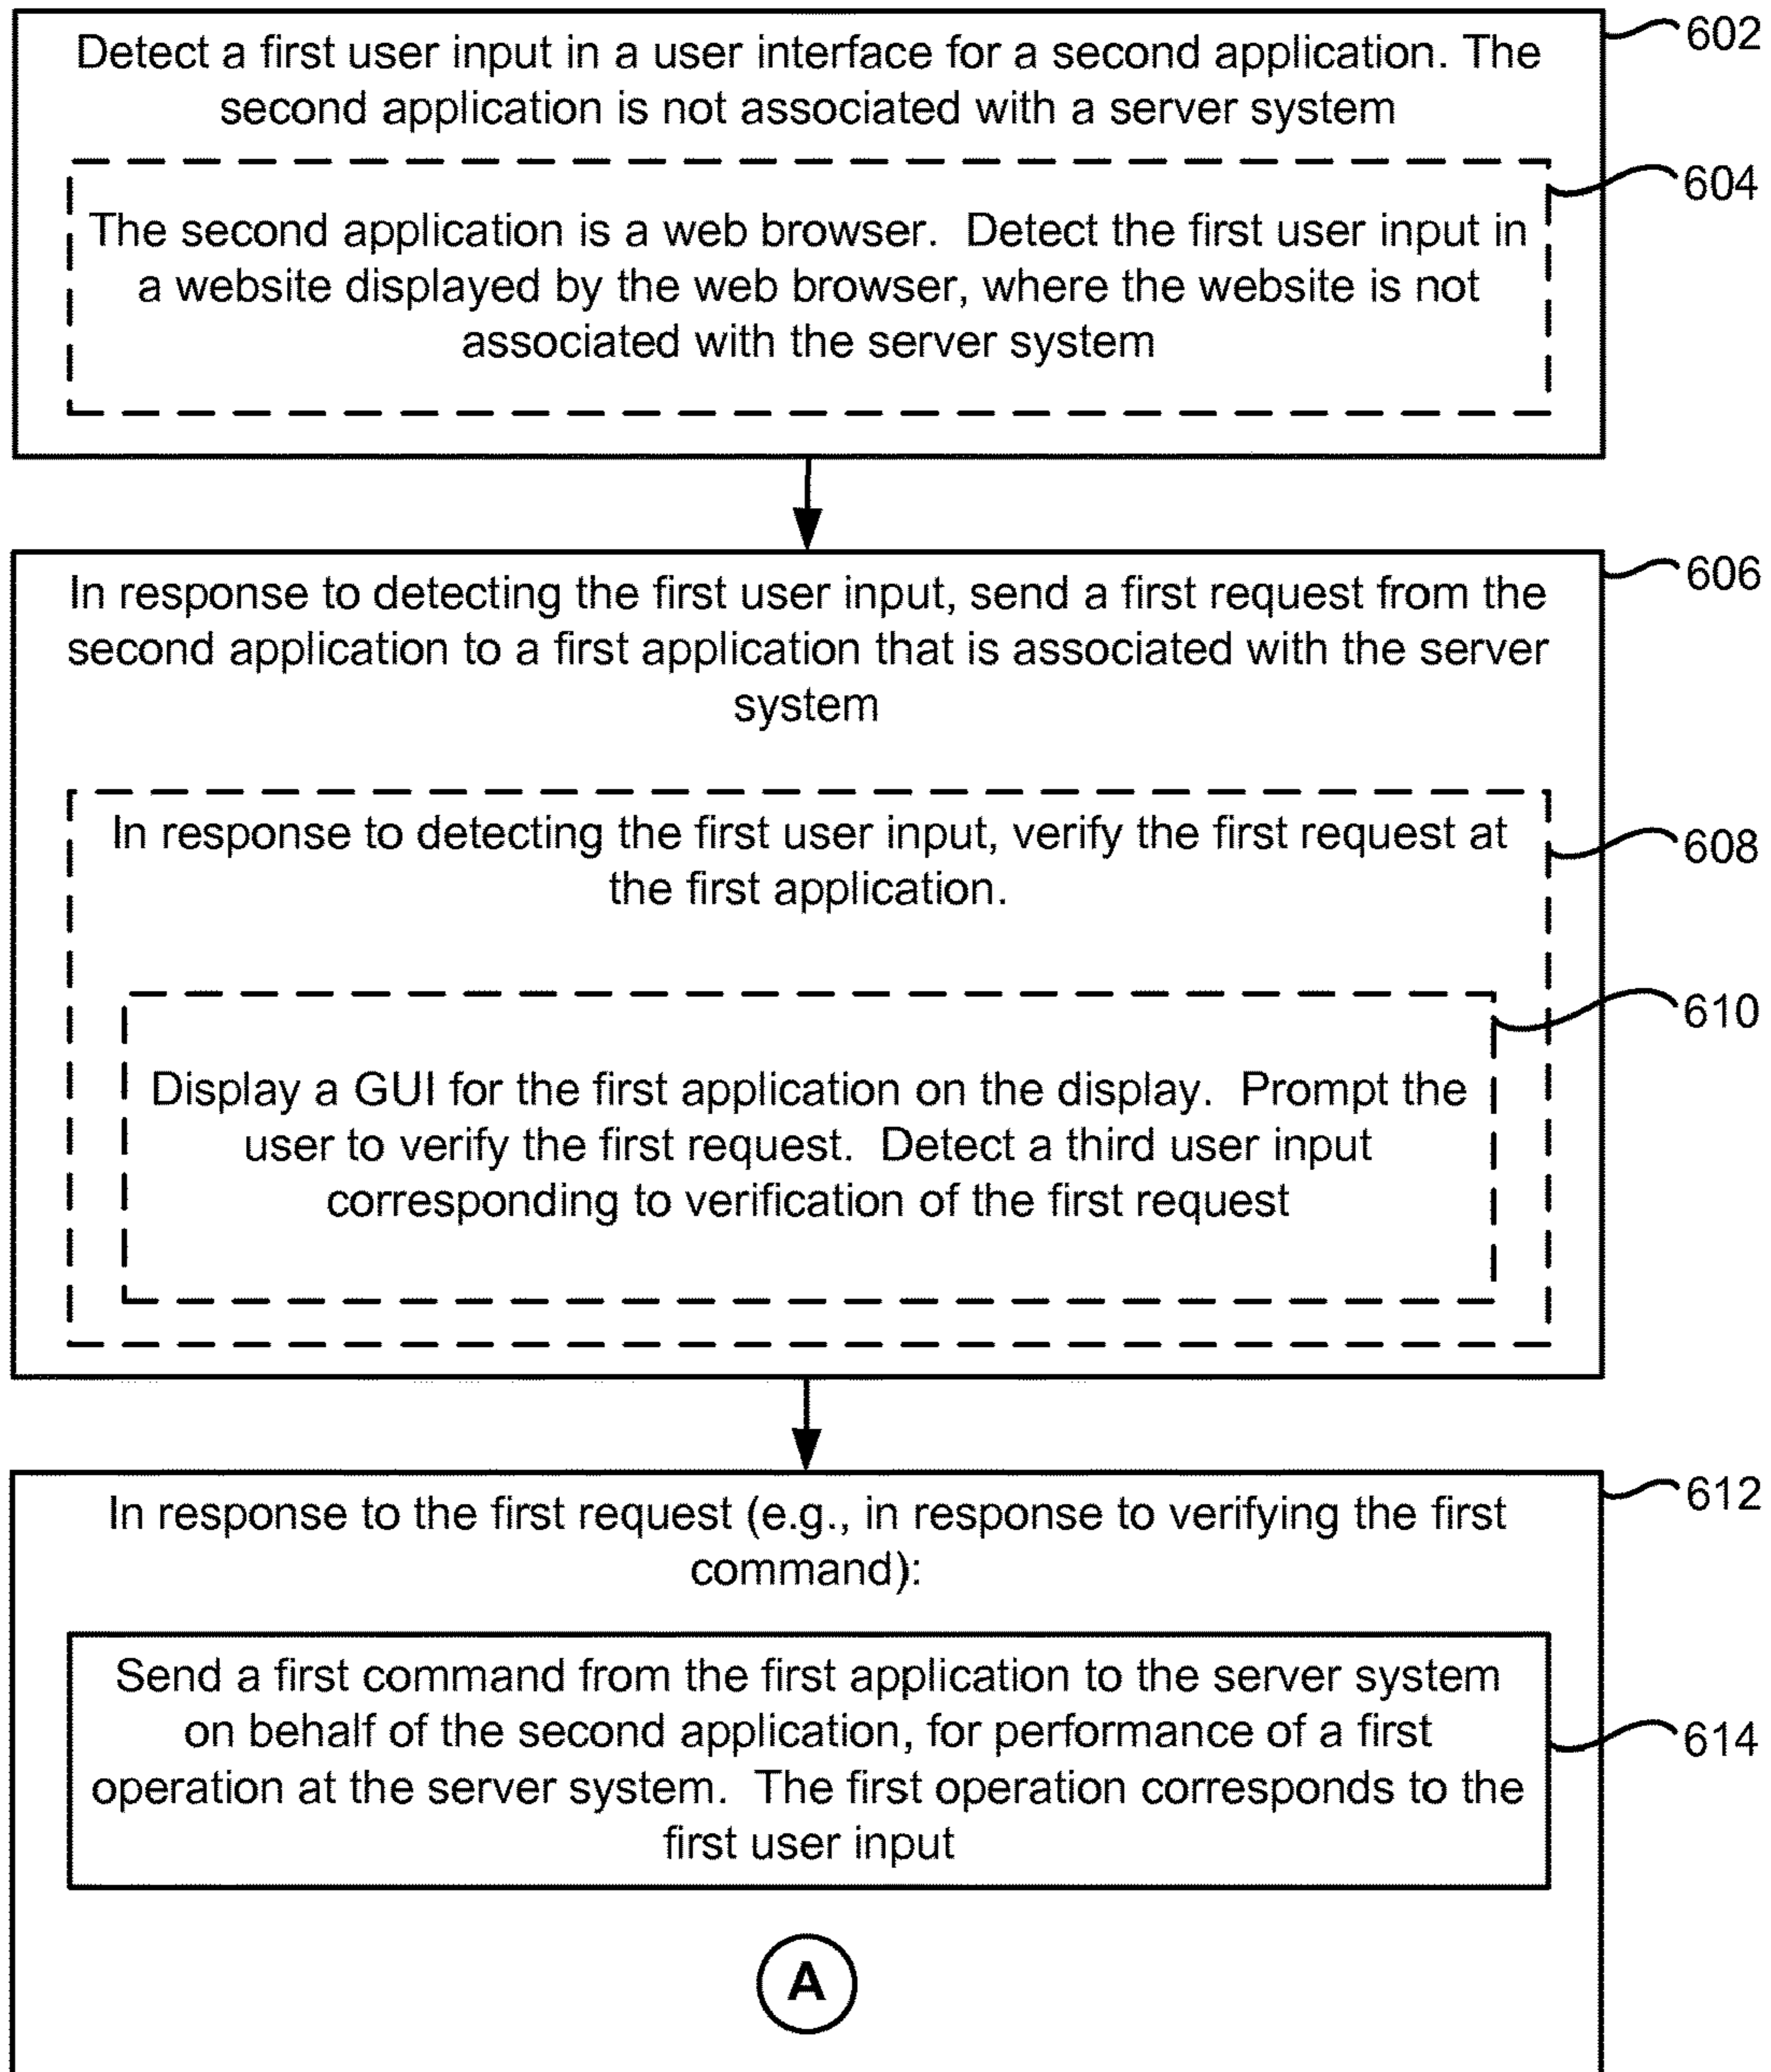 Detect a first user input in a user interface for a second application. The
second application is not associated with a server system
602
The second application is a web browser.  Detect the first user input in
a website displayed by the web browser, where the website is not
associated with the server system
604
In response to detecting the first user input, send a first request from the
second application to a first application that is associated with the server
system
606
In response to detecting the first user input, verify the first request at
the first application.
608
Display a GUI for the first application on the display.  Prompt the
user to verify the first request.  Detect a third user input
corresponding to verification of the first request
610
In response to the first request (e.g., in response to verifying the first
command):
612
Send a first command from the first application to the server system
on behalf of the second application, for performance of a first
operation at the server system.  The first operation corresponds to the
first user input
614
A